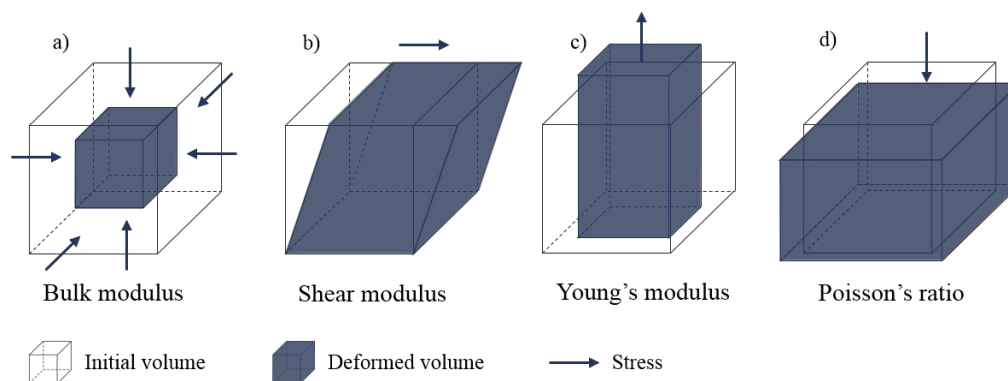 a)
b)
c)
d)
Bulk modulus
Shear modulus
Young's modulus
Poisson's ratio
Initial volume
Deformed volume
Stress